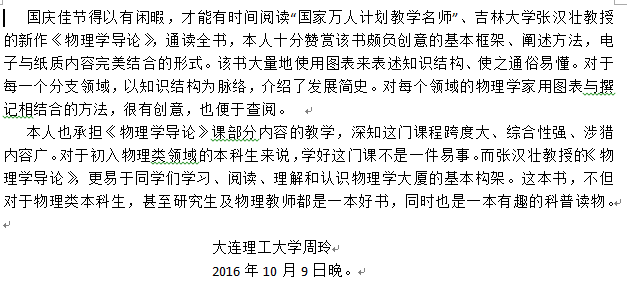 国庆佳节得以有闲暇，才能有时间阅读“国家万人计划教学名师”、吉林大学张汉壮教授
的新作《物理学导论》，通读全书，本人十分赞赏该书颇负创意的基本框架、阐述方法，电
子与纸质内容完美结合的形式。该书大量地使用图表来表述知识结构、使之通俗易懂。对于
每一个分支领域，以知识结构为脉络，介绍了发展简史。对每个领域的物理学家用图表与撰
记相结合的方法，很有创意，也便于查阅。
本人也承担《物理学导论》课部分内容的教学，深知这门课程跨度大、综合性强、涉猎
内容广。对于初入物理类领域的本科生来说，学好这门课不是一件易事。而张汉壮教授的《物
理学导论》，更易于同学们学习、阅读、理解和认识物理学大厦的基本构架。这本书，不但
对于物理类本科生，甚至研究生及物理教师都是一本好书，同时也是一本有趣的科普读物。
大连理工大学周玲
2016 年 10 月 9 日晚。